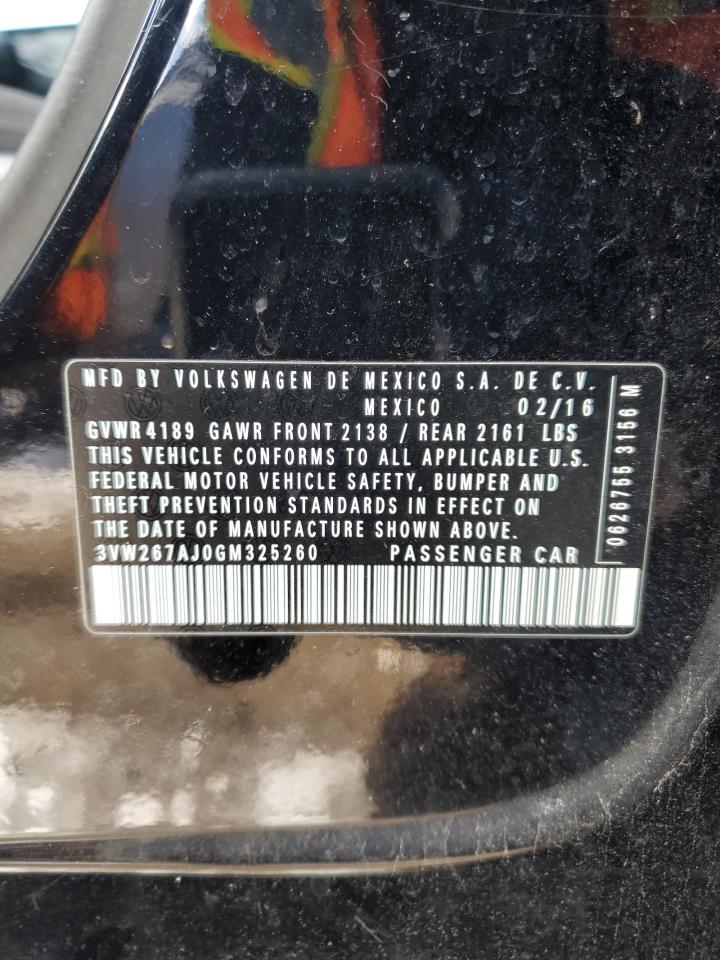 MFD BY VOLKSWAGEN DE MEXICO S.A. DE C.V.
MEXICO 02/16
GVWR 4189 GAWR FRONT 2138 / REAR 2161 LBS
THIS VEHICLE CONFORMS TO ALL APPLICABLE U.S.
FEDERAL MOTOR VEHICLE SAFETY, BUMPER AND
THEFT PREVENTION STANDARDS IN EFFECT ON
THE DATE OF MANUFACTURE SHOWN ABOVE.
3VW267AJ0GM325260 PASSENGER CAR
0626755 3156 M